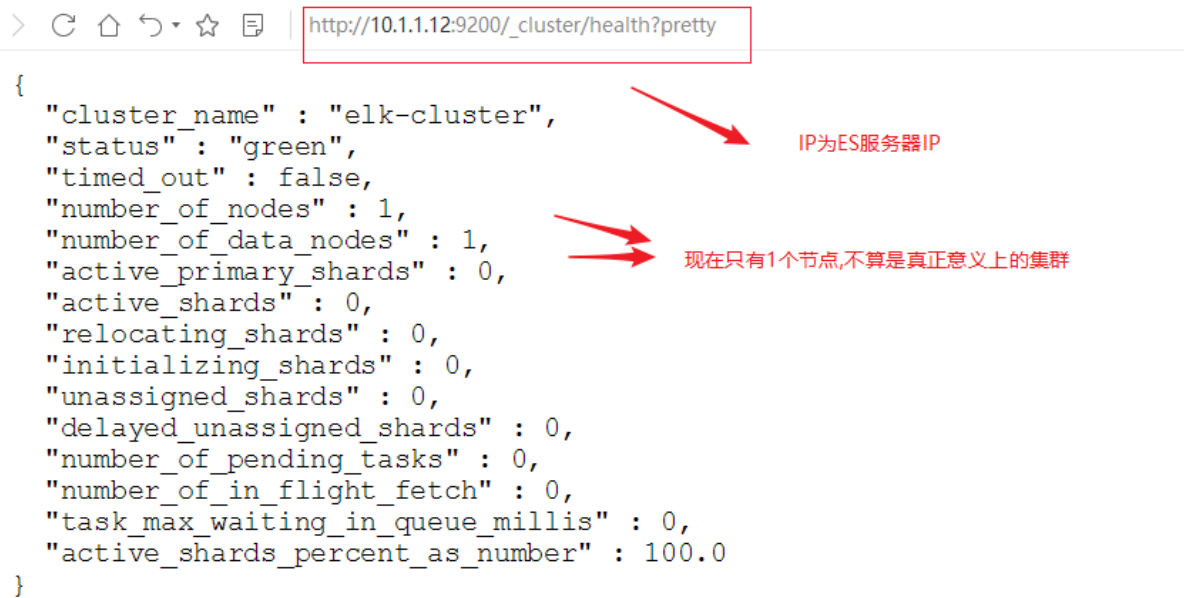 http://10.1.1.12:9200/_cluster/health?pretty
{
"cluster_name" : "elk-cluster",
"status" : "green",
IP为ES服务器IP
"timed_out" : false,
"number_of_nodes" : 1,
"number_of_data_nodes" : 1,
现在只有1个节点,不算是真正意义上的集群
"active_primary_shards" : 0,
"active_shards" : 0,
"relocating_shards" : 0,
"initializing_shards" : 0,
"unassigned_shards" : 0,
"delayed_unassigned_shards" : 0,
"number_of_pending_tasks" : 0,
"number_of_in_flight_fetch" : 0,
"task_max_waiting_in_queue_millis" : 0,
"active_shards_percent_as_number" : 100.0
}